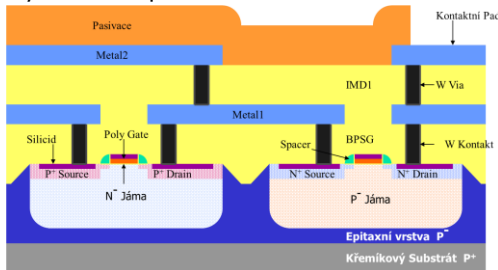 Kontaktní Pad
Pasivace
Metal2
IMD1
W Via
Metal1
Silicid
Poly Gate
Spacer
BPSG
W Kontakt
P+ Source
P+ Drain
N+ Source
N+ Drain
N- Jáma
P- Jáma
Epitaxní vrstva P-
Křemíkový Substrát P+